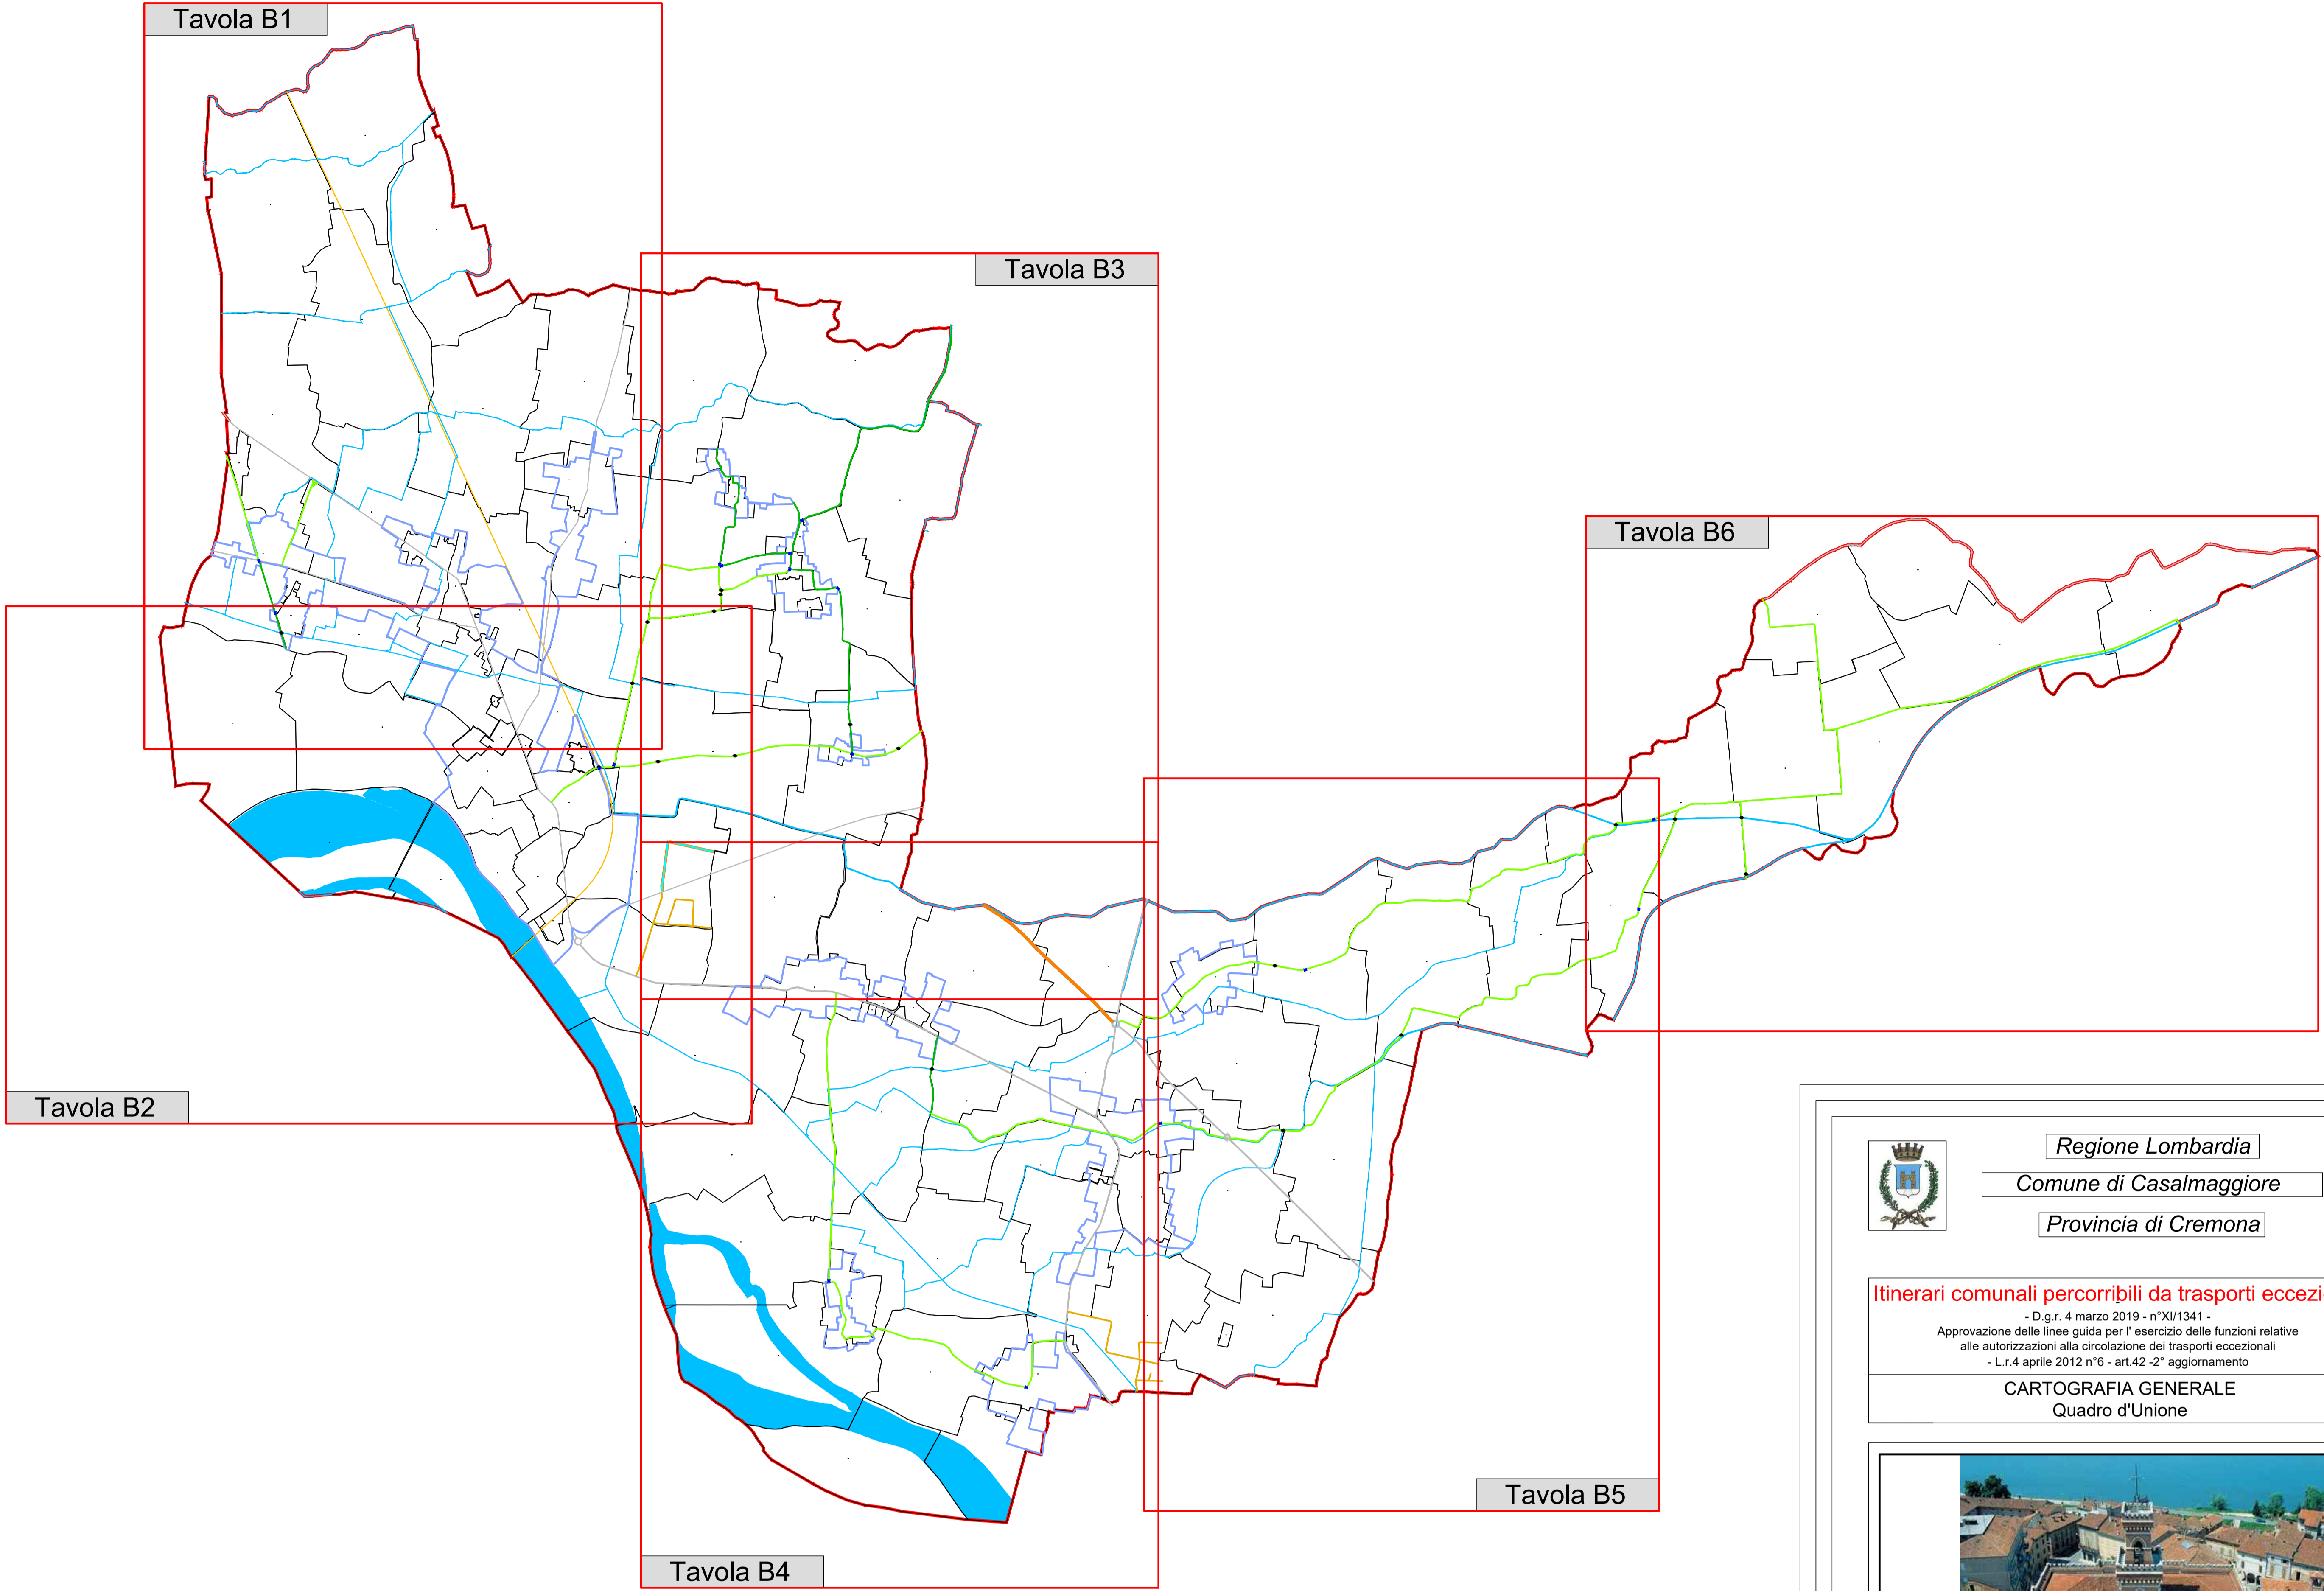 Tavola B1
Tavola B3
Tavola B6
Tavola B2
Tavola B5
Tavola B4
Regione Lombardia
Comune di Casalmaggiore
Provincia di Cremona
Itinerari comunali percorribili da trasporti eccezi
- D.g.r. 4 marzo 2019 - n°XI/1341 -
Approvazione delle linee guida per l' esercizio delle funzioni relative
alle autorizzazioni alla circolazione dei trasporti eccezionali
- L.r.4 aprile 2012 n°6 - art.42 -2° aggiornamento
CARTOGRAFIA GENERALE
Quadro d'Unione